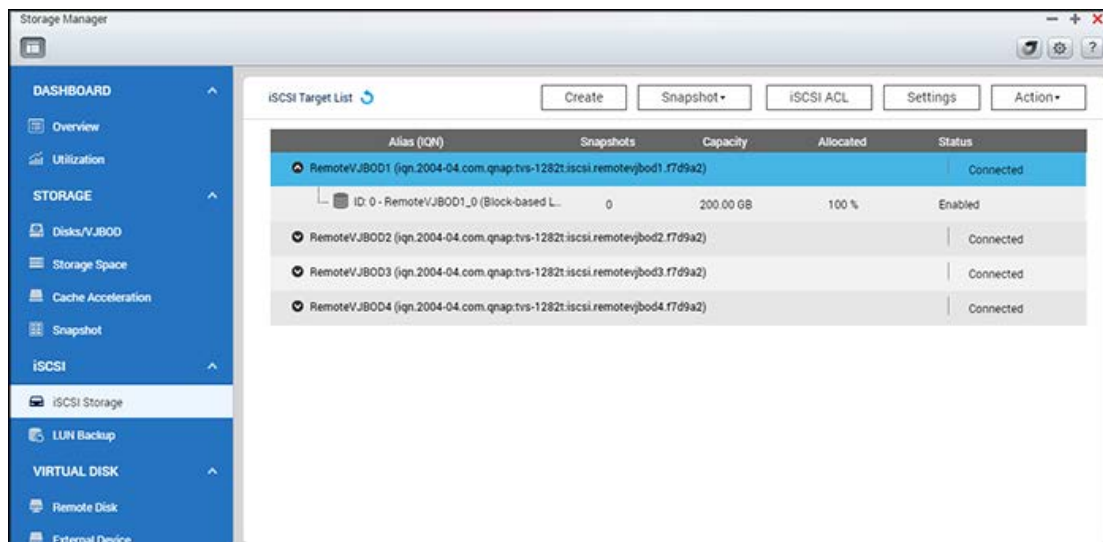 Storage Manager
DASHBOARD
Overview
Utilization
STORAGE
Disks/VJBOD
Storage Space
Cache Acceleration
Snapshot
iSCSI
iSCSI Storage
LUN Backup
VIRTUAL DISK
Remote Disk
External Device
iSCSI Target List
Create
Snapshot
iSCSI ACL
Settings
Action
Alias (IQN) Snapshots Capacity Allocated Status
RemoteVJBOD1 (iqn.2004-04.com.qnap:tvs-1282t:iscsi.remotevjbod1.f7d9a2) Connected
ID: 0 - RemoteVJBOD1_0 (Block-based L... 0 200.00 GB 100 % Enabled
RemoteVJBOD2 (iqn.2004-04.com.qnap:tvs-1282t:iscsi.remotevjbod2.f7d9a2) Connected
RemoteVJBOD3 (iqn.2004-04.com.qnap:tvs-1282t:iscsi.remotevjbod3.f7d9a2) Connected
RemoteVJBOD4 (iqn.2004-04.com.qnap:tvs-1282t:iscsi.remotevjbod4.f7d9a2) Connected